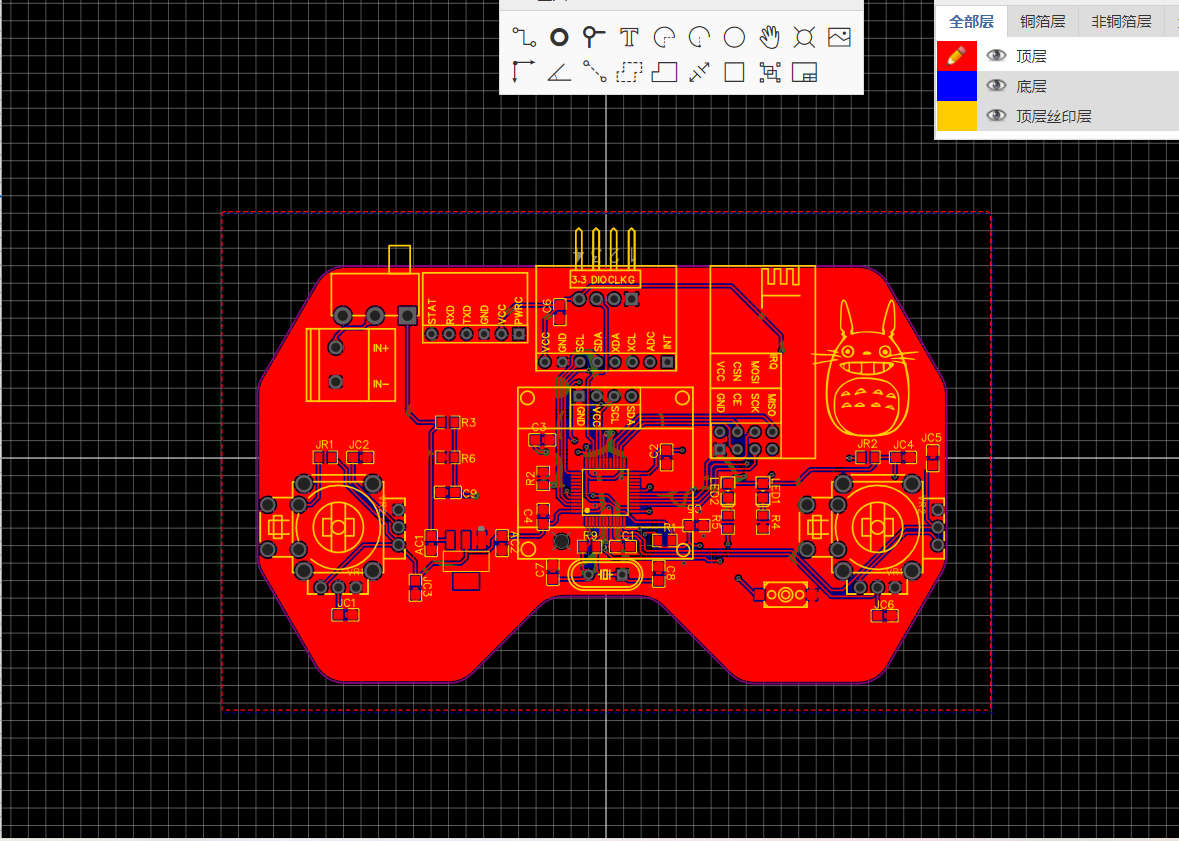 全部层 铜箔层 非铜箔层
顶层
底层
顶层丝印层
3.3 DIOCLKG
STAT
RXD
TXD
GND
VCC
PWRC
C6
VCC
GND
SCL
SDA
XDA
XCL
ADC
INT
IN+
IN-
IRQ
VCC
CSN
MOSI
GND
CE
SCK
MISO
GND
VCC
SCL
SDA
R3
R6
C9
C3
C2
R2
C4
JR1 JC2
JR2 JC4 JC5
LED2
LED1
R5
R4
R1
AC1
AC2
R9
C1
C7
C8
JC3
JC1
JC6
VR1
VR1